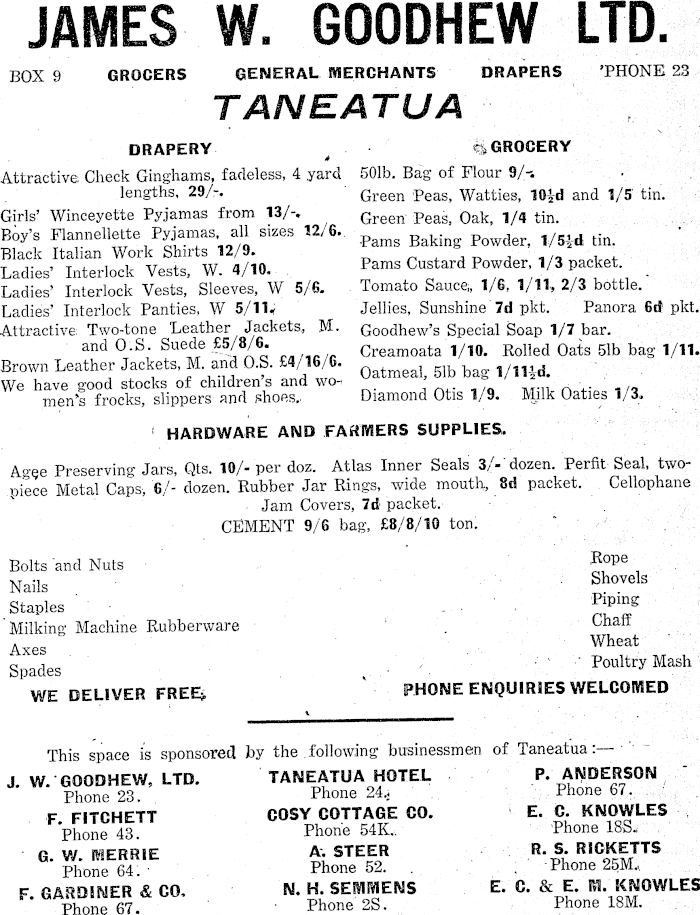 JAMES W. GOODHEW LTD.
BOX 9 GROCERS GENERAL MERCHANTS DRAPERS 'PHONE 23
TANEATUA
DRAPERY
Attractive Check Ginghams, fadeless, 4 yard
lengths, 29/-.
Girls' Winceyette Pyjamas from 13/-.
Boy's Flannellette Pyjamas, all sizes 12/6.
Black Italian Work Shirts 12/9.
Ladies' Interlock Vests, W. 4/10.
Ladies' Interlock Vests, Sleeves, W 5/6.
Ladies' Interlock Panties, W 5/11.
Attractive Two-tone Leather Jackets, M.
and O.S. Suede £5/8/6.
Brown Leather Jackets, M. and O.S. £4/16/6.
We have good stocks of children's and wo-
men's frocks, slippers and shoes.
GROCERY
50lb. Bag of Flour 9/-.
Green Peas, Watties, 10½d and 1/5 tin.
Green Peas, Oak, 1/4 tin.
Pams Baking Powder, 1/5½d tin.
Pams Custard Powder, 1/3 packet.
Tomato Sauce, 1/6, 1/11, 2/3 bottle.
Jellies, Sunshine 7d pkt. Panora 6d pkt.
Goodhew's Special Soap 1/7 bar.
Creamoata 1/10. Rolled Oats 5lb bag 1/11.
Oatmeal, 5lb bag 1/11½d.
Diamond Otis 1/9. Milk Oaties 1/3.
HARDWARE AND FARMERS SUPPLIES.
Agee Preserving Jars, Qts. 10/- per doz. Atlas Inner Seals 3/- dozen. Perfit Seal, two-
piece Metal Caps, 6/- dozen. Rubber Jar Rings, wide mouth, 8d packet. Cellophane
Jam Covers, 7d packet.
CEMENT 9/6 bag, £8/8/10 ton.
Bolts and Nuts
Nails
Staples
Milking Machine Rubberware
Axes
Spades
Rope
Shovels
Piping
Chaff
Wheat
Poultry Mash
WE DELIVER FREE. PHONE ENQUIRIES WELCOMED
This space is sponsored by the following businessmen of Taneatua:—
J. W. GOODHEW, LTD.
Phone 23.
F. FITCHETT
Phone 43.
G. W. MERRIE
Phone 64.
F. GARDINER & CO.
Phone 67.
TANEATUA HOTEL
Phone 24.
COSY COTTAGE CO.
Phone 54K.
A. STEER
Phone 52.
N. H. SEMMENS
Phone 2S.
P. ANDERSON
Phone 67.
E. C. KNOWLES
Phone 18S.
R. S. RICKETTS
Phone 25M.
E. C. & E. M. KNOWLES
Phone 18M.